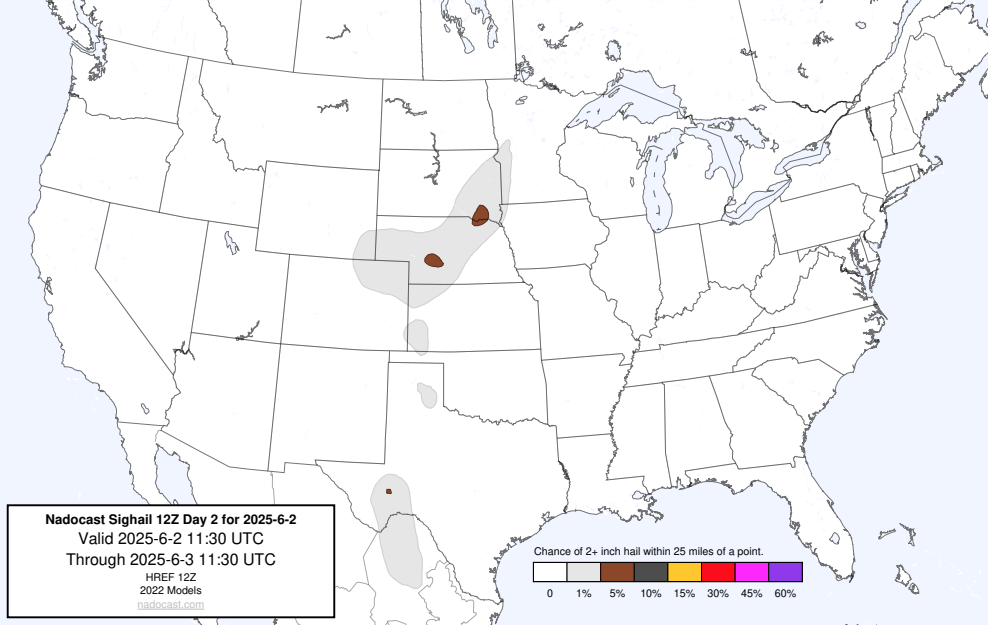 Nadocast Sighail 12Z Day 2 for 2025-6-2
Valid 2025-6-2 11:30 UTC
Through 2025-6-3 11:30 UTC
HREF 12Z
2022 Models
nadocast.com
Chance of 2+ inch hail within 25 miles of a point.
0 1% 5% 10% 15% 30% 45% 60%